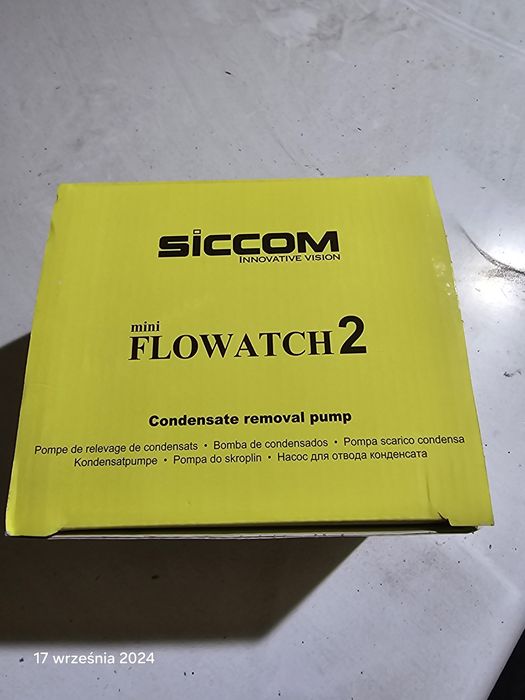 SiCCOM
INNOVATIVE VISION
mini
FLOWATCH 2
Condensate removal pump
Pompe de relevage de condensats • Bomba de condensados • Pompa scarico condensa
Kondensatpumpe • Pompa do skroplin • Насос для отвода конденсата
17 września 2024